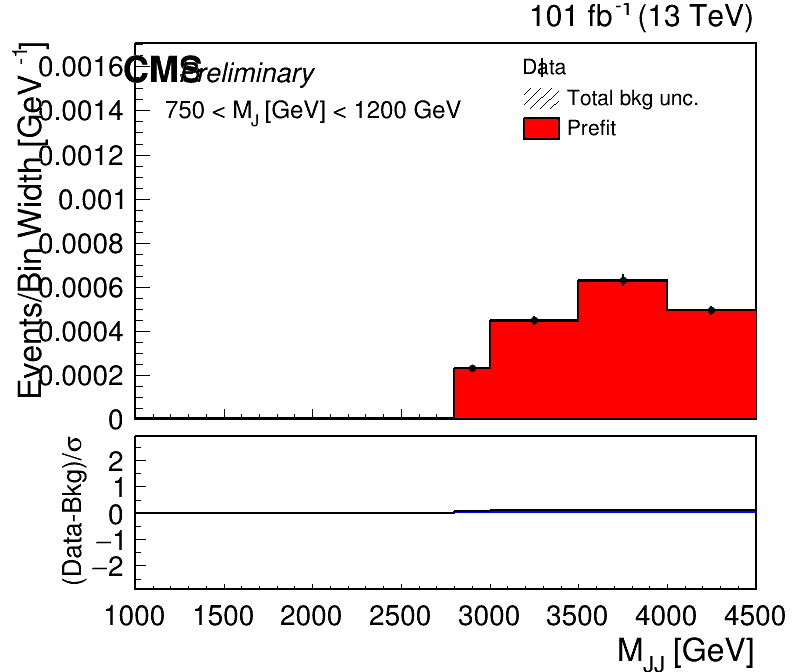 101 fb⁻¹ (13 TeV)
Events/Bin Width [GeV⁻¹]
0.0016
0.0014
0.0012
0.001
0.0008
0.0006
0.0004
0.0002
0
CMS Preliminary
750 < M_J [GeV] < 1200 GeV
Data
Total bkg unc.
Prefit
(Data-Bkg)/σ
2
1
0
−1
−2
1000 1500 2000 2500 3000 3500 4000 4500
M_JJ [GeV]